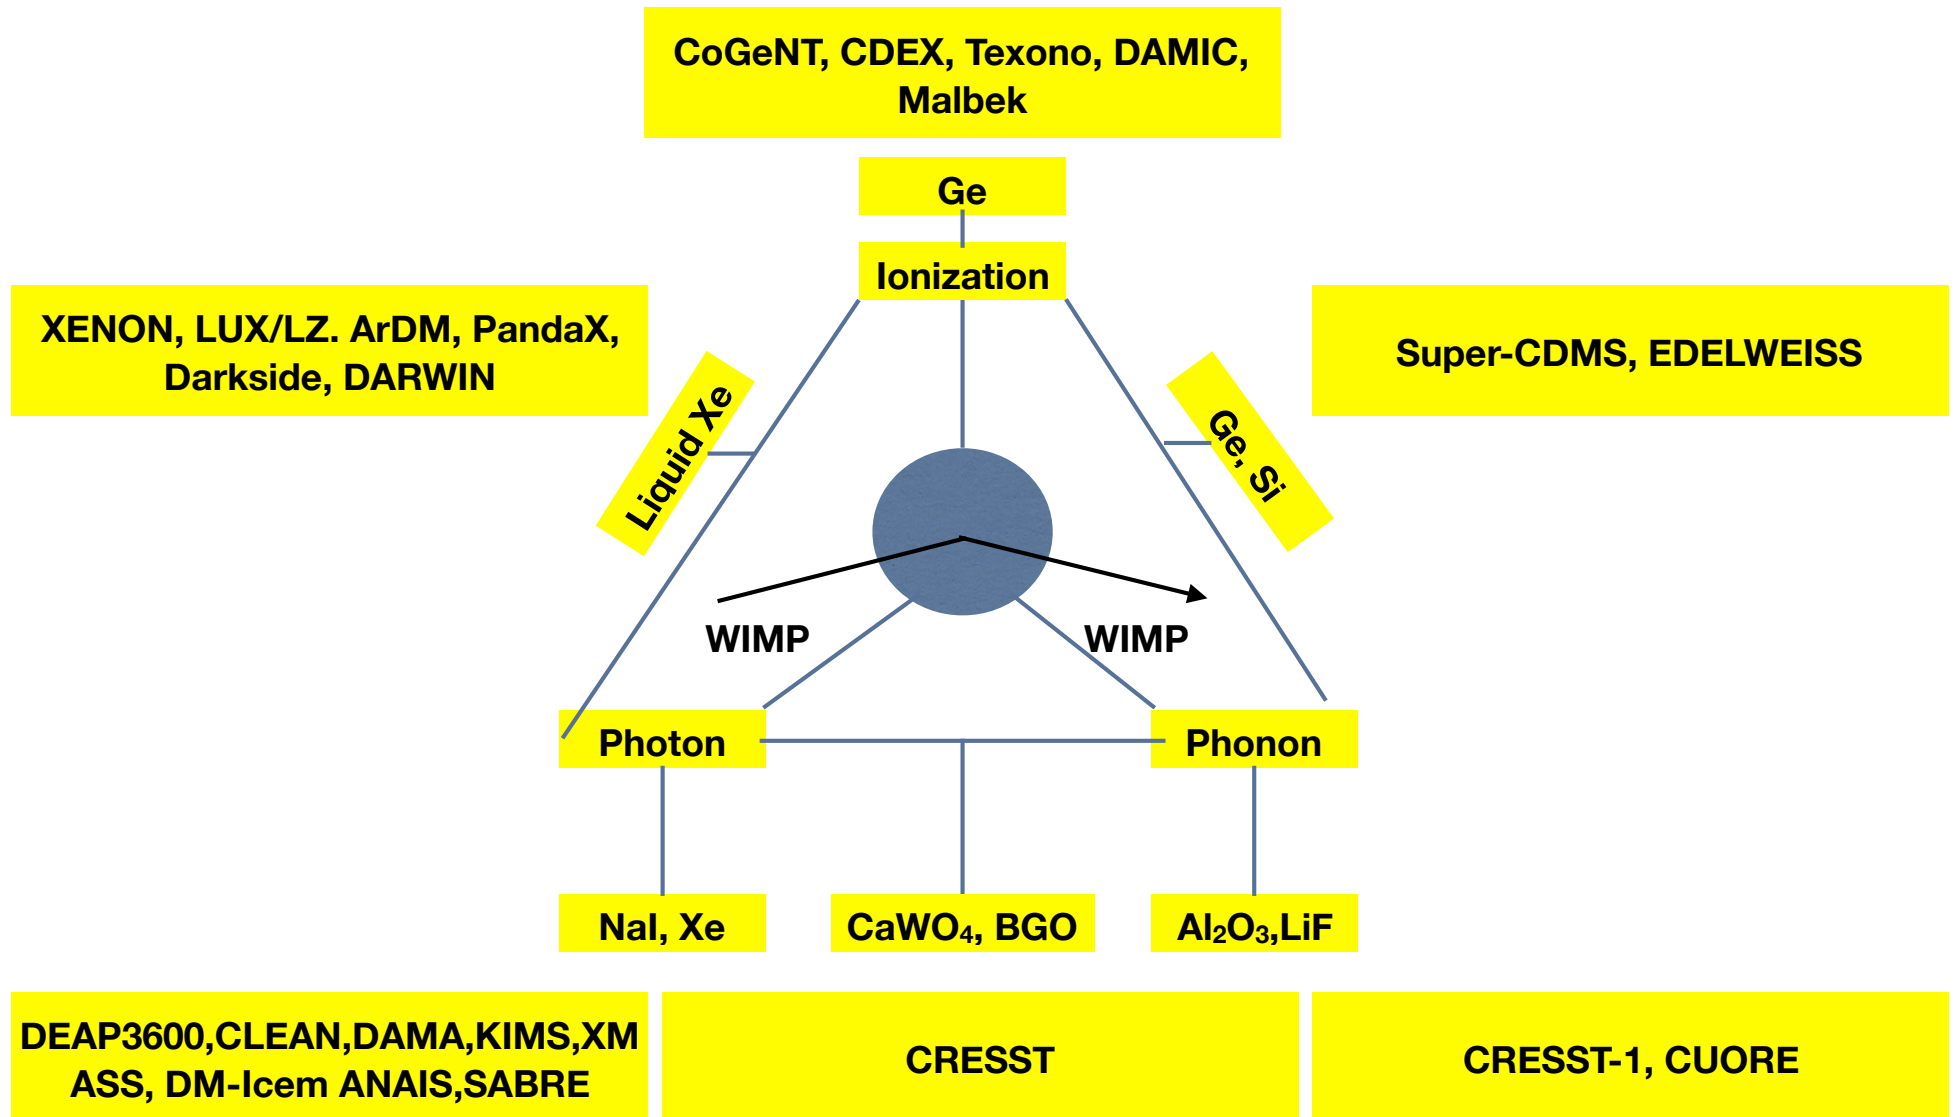 CoGeNT, CDEX, Texono, DAMIC,
Malbek
Ge
Ionization
XENON, LUX/LZ. ArDM, PandaX,
Darkside, DARWIN
Super-CDMS, EDELWEISS
Liquid Xe
Ge, Si
WIMP
WIMP
Photon
Phonon
NaI, Xe
CaWO₄, BGO
Al₂O₃,LiF
DEAP3600,CLEAN,DAMA,KIMS,XM
ASS, DM-Icem ANAIS,SABRE
CRESST
CRESST-1, CUORE